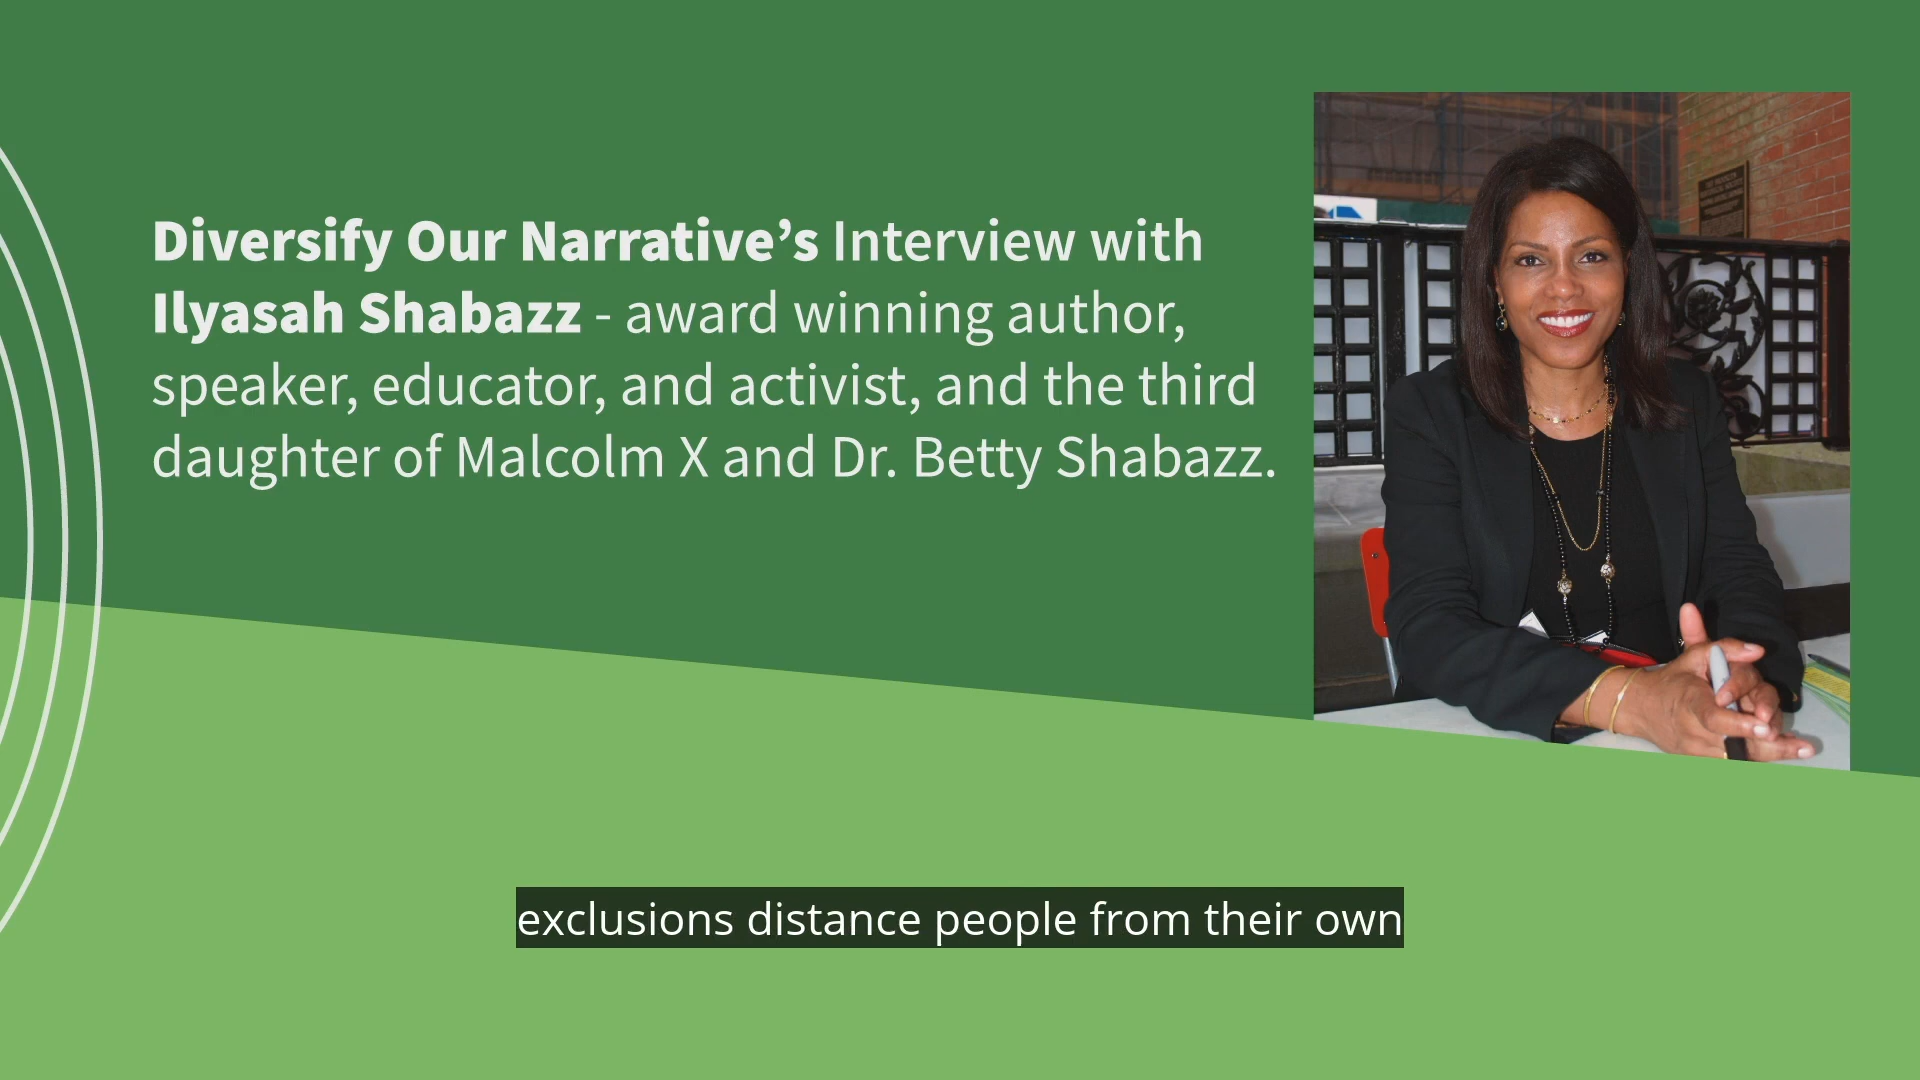 Diversify Our Narrative’s Interview with
Ilyasah Shabazz - award winning author,
speaker, educator, and activist, and the third
daughter of Malcolm X and Dr. Betty Shabazz.
exclusions distance people from their own